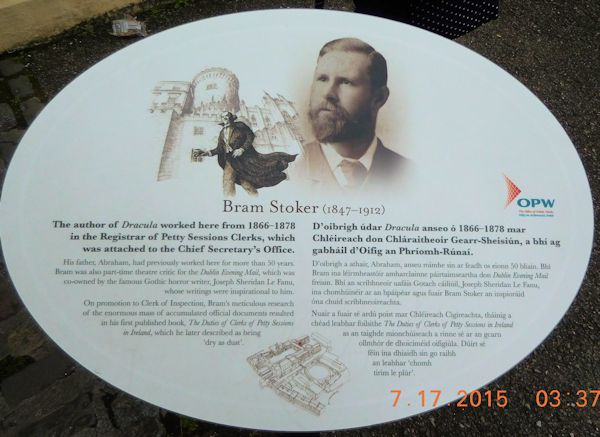 Bram Stoker (1847–1912)
The author of Dracula worked here from 1866–1878
in the Registrar of Petty Sessions Clerks, which
was attached to the Chief Secretary's Office.
His father, Abraham, had previously worked here for more than 50 years.
Bram was also part-time theatre critic for the Dublin Evening Mail, which was
co-owned by the famous Gothic horror writer, Joseph Sheridan Le Fanu,
whose writings were inspirational to him.
On promotion to Clerk of Inspection, Bram's meticulous research
of the enormous mass of accumulated official documents resulted
in his first published book, The Duties of Clerks of Petty Sessions
in Ireland, which he later described as being
'dry as dust'.
D'oibrigh údar Dracula anseo ó 1866–1878 mar
Chléireach don Chláraitheoir Gearr-Sheisiún, a bhí ag
gabháil d'Oifig an Phríomh-Rúnaí.
D'oibrigh a athair, Abraham, anseo roimhe sin ar feadh os cionn 50 bliain. Bhí
Bram ina léirmheastóir amharclainne páirtaimseartha don Dublin Evening Mail
freisin. Bhí an scríbhneoir uafáis Gotach cáiliúil, Joseph Sheridan Le Fanu,
ina chomhúinéir ar an bpáipéar agus fuair Bram Stoker an inspioráid
óna chuid scríbhneoireachta.
Nuair a fuair sé ardú poist mar Chléireach Cigireachta, tháinig a
chéad leabhar foilsithe The Duties of Clerks of Petty Sessions in Ireland
as an taighde mionchúiseach a rinne sé ar an gcarn
ollmhór de dhoiciméid oifigiúla. Dúirt sé
féin ina dhiaidh sin go raibh
an leabhar 'chomh
tirim le plúr'.
OPW
The Office of Public Works
Oifig na nOibreacha Poiblí
7.17.2015 03:37